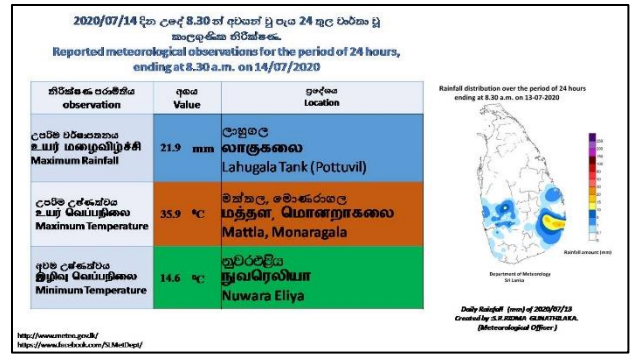 2020/07/14 දින උදේ 8.30 න් අවසන් වූ පැය 24 තුල වාර්තා වූ
කාලගුණික නිරීක්ෂණ.
Reported meteorological observations for the period of 24 hours,
ending at 8.30 a.m. on 14/07/2020
නිරීක්ෂණ පරාමිතිය
observation
අගය
Value
ප්‍රදේශය
Location
උපරිම වර්ෂාපතනය
உயர் மழைவீழ்ச்சி
Maximum Rainfall
21.9 mm
ලාහුගල
லாகுகலை
Lahugala Tank (Pottuvil)
උපරිම උෂ්ණත්වය
உயர் வெப்பநிலை
Maximum Temperature
35.9 °C
මත්තල, මොණරාගල
மத்தள, மொனறாகலை
Mattla, Monaragala
අවම උෂ්ණත්වය
இழிவு வெப்பநிலை
Minimum Temperature
14.6 °C
නුවරඑළිය
நுவரெலியா
Nuwara Eliya
Rainfall distribution over the period of 24 hours
ending at 8.30 a.m. on 13-07-2020
Rainfall amount (mm)
Department of Meteorology
Sri Lanka
Daily Rainfall (mm) of 2020/07/13
Created by :S.R.RIDMA GUNATHILAKA.
(Meteorological Officer)
http://www.meteo.gov.lk/
https://www.facebook.com/SLMetDept/